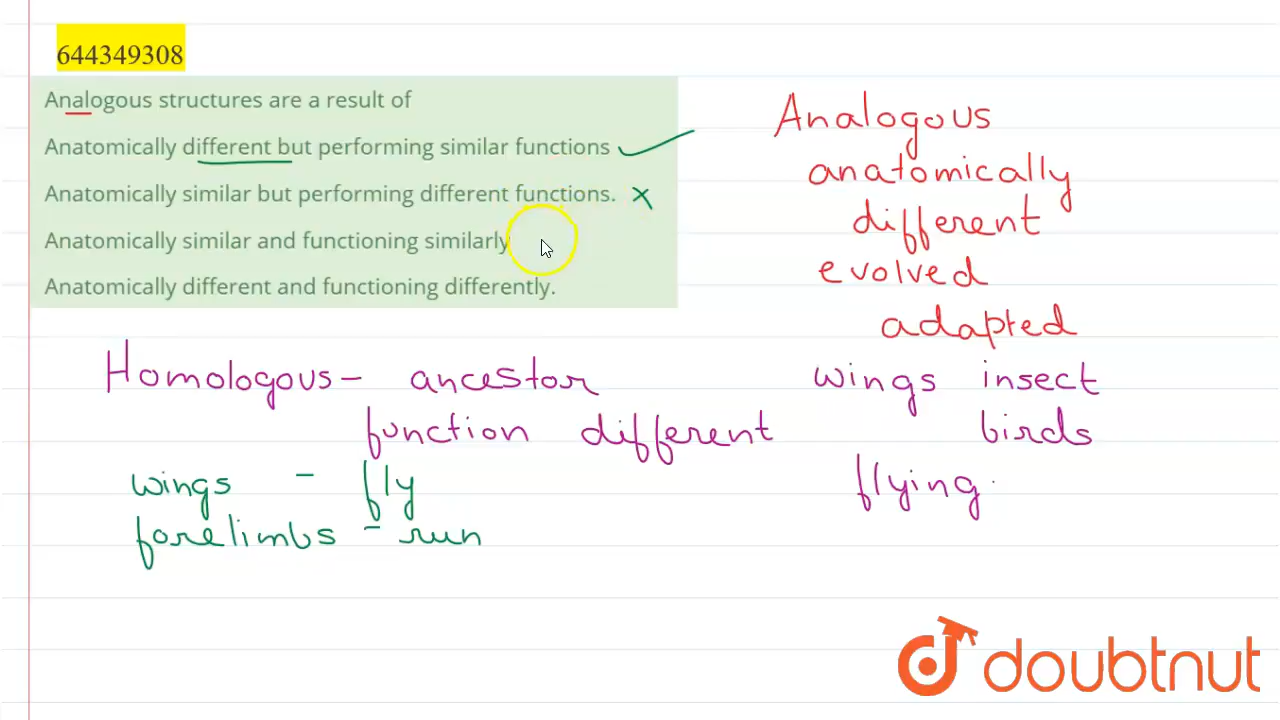 644349308
Analogous structures are a result of
Anatomically different but performing similar functions
Anatomically similar but performing different functions.
Anatomically similar and functioning similarly
Anatomically different and functioning differently.
Analogous
anatomically
different
evolved
adapted
wings insect
birds
flying
Homologous- ancestor
function different
wings - fly
forelimbs - run
doubtnut